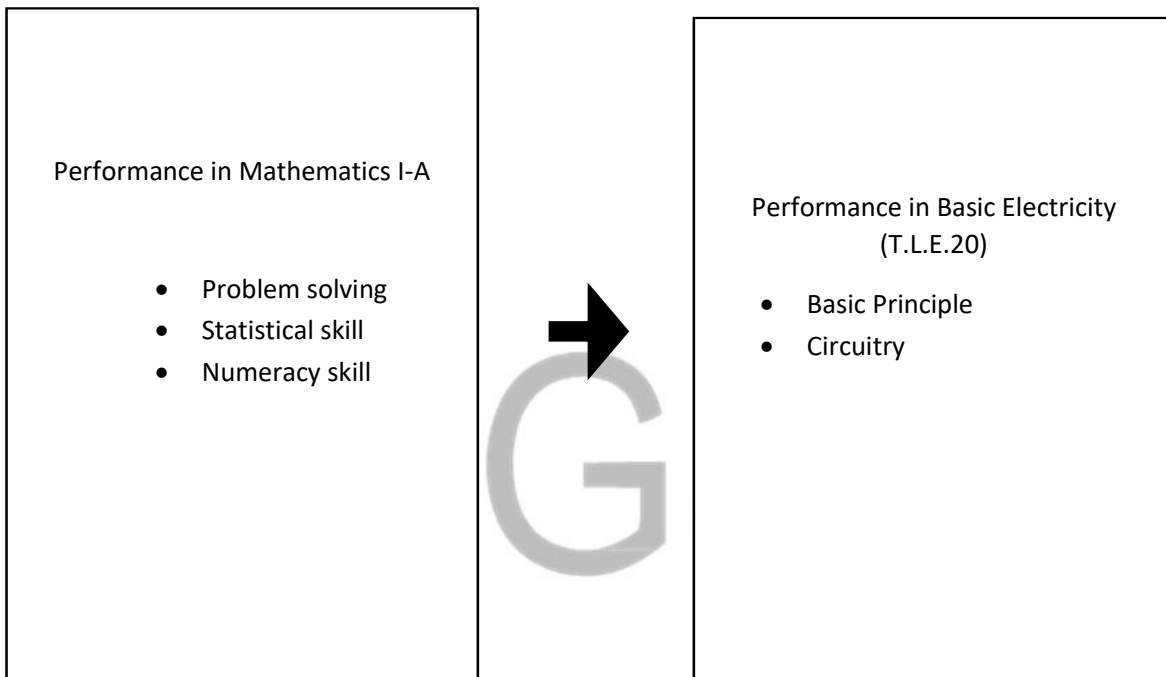 Performance in Mathematics I-A
• Problem solving
• Statistical skill
• Numeracy skill
G
Performance in Basic Electricity
(T.L.E.20)
• Basic Principle
• Circuitry